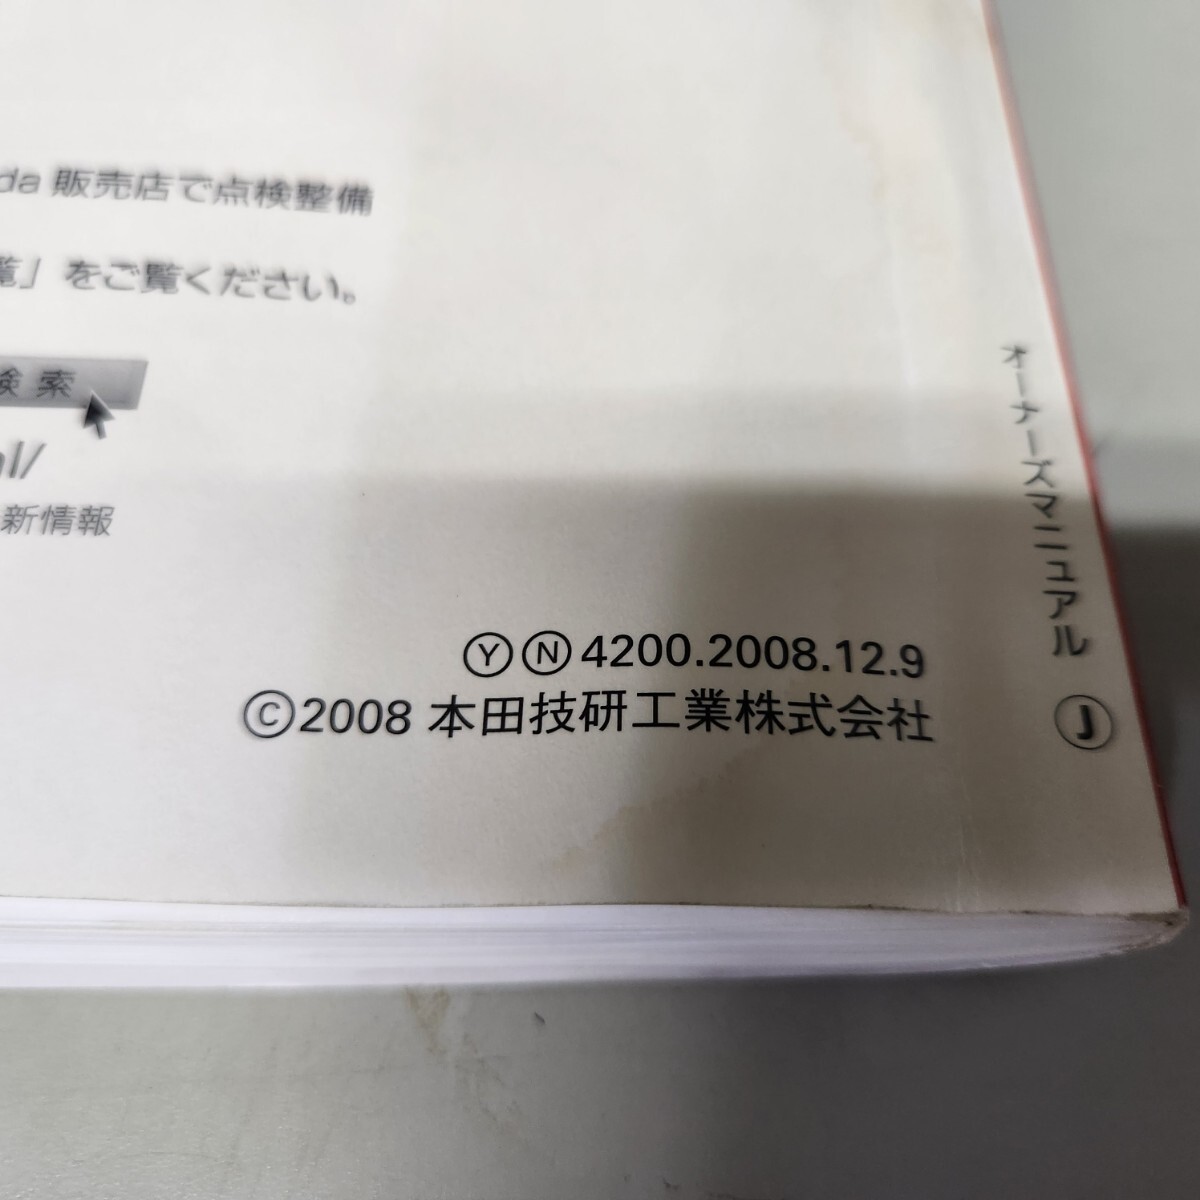 da 販売店で点検整備
覧」をご覧ください。
検索
al/
新情報
Ⓨ Ⓝ 4200.2008.12.9
©2008 本田技研工業株式会社
オーナーズマニュアル Ⓙ